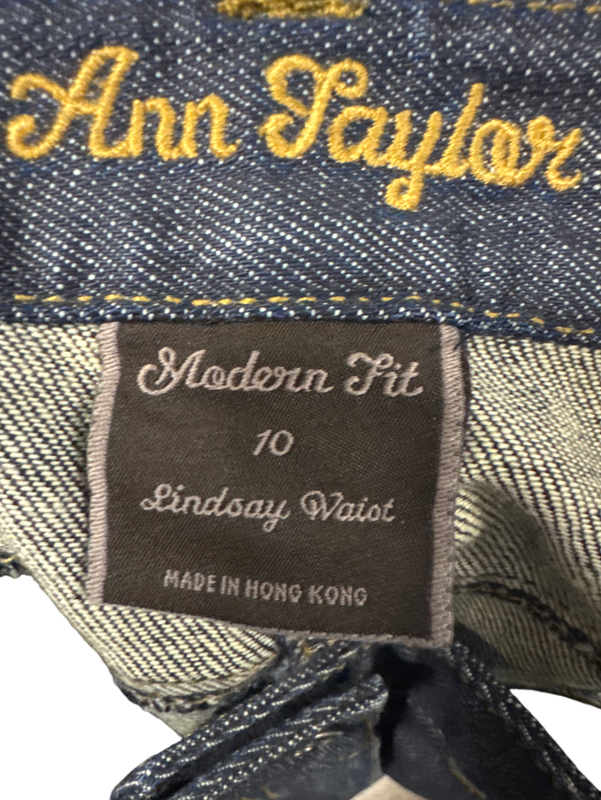 Ann Taylor
Modern Fit
10
Lindsay Waist
MADE IN HONG KONG